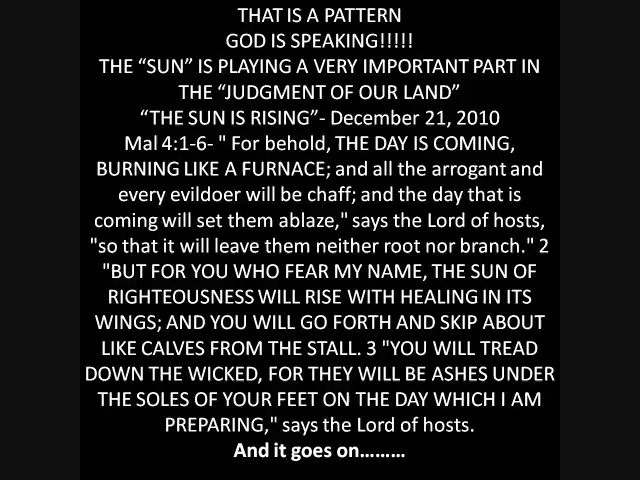 THAT IS A PATTERN
GOD IS SPEAKING!!!!!
THE “SUN” IS PLAYING A VERY IMPORTANT PART IN
THE “JUDGMENT OF OUR LAND”
“THE SUN IS RISING”- December 21, 2010
Mal 4:1-6- " For behold, THE DAY IS COMING,
BURNING LIKE A FURNACE; and all the arrogant and
every evildoer will be chaff; and the day that is
coming will set them ablaze," says the Lord of hosts,
"so that it will leave them neither root nor branch." 2
"BUT FOR YOU WHO FEAR MY NAME, THE SUN OF
RIGHTEOUSNESS WILL RISE WITH HEALING IN ITS
WINGS; AND YOU WILL GO FORTH AND SKIP ABOUT
LIKE CALVES FROM THE STALL. 3 "YOU WILL TREAD
DOWN THE WICKED, FOR THEY WILL BE ASHES UNDER
THE SOLES OF YOUR FEET ON THE DAY WHICH I AM
PREPARING," says the Lord of hosts.
And it goes on………